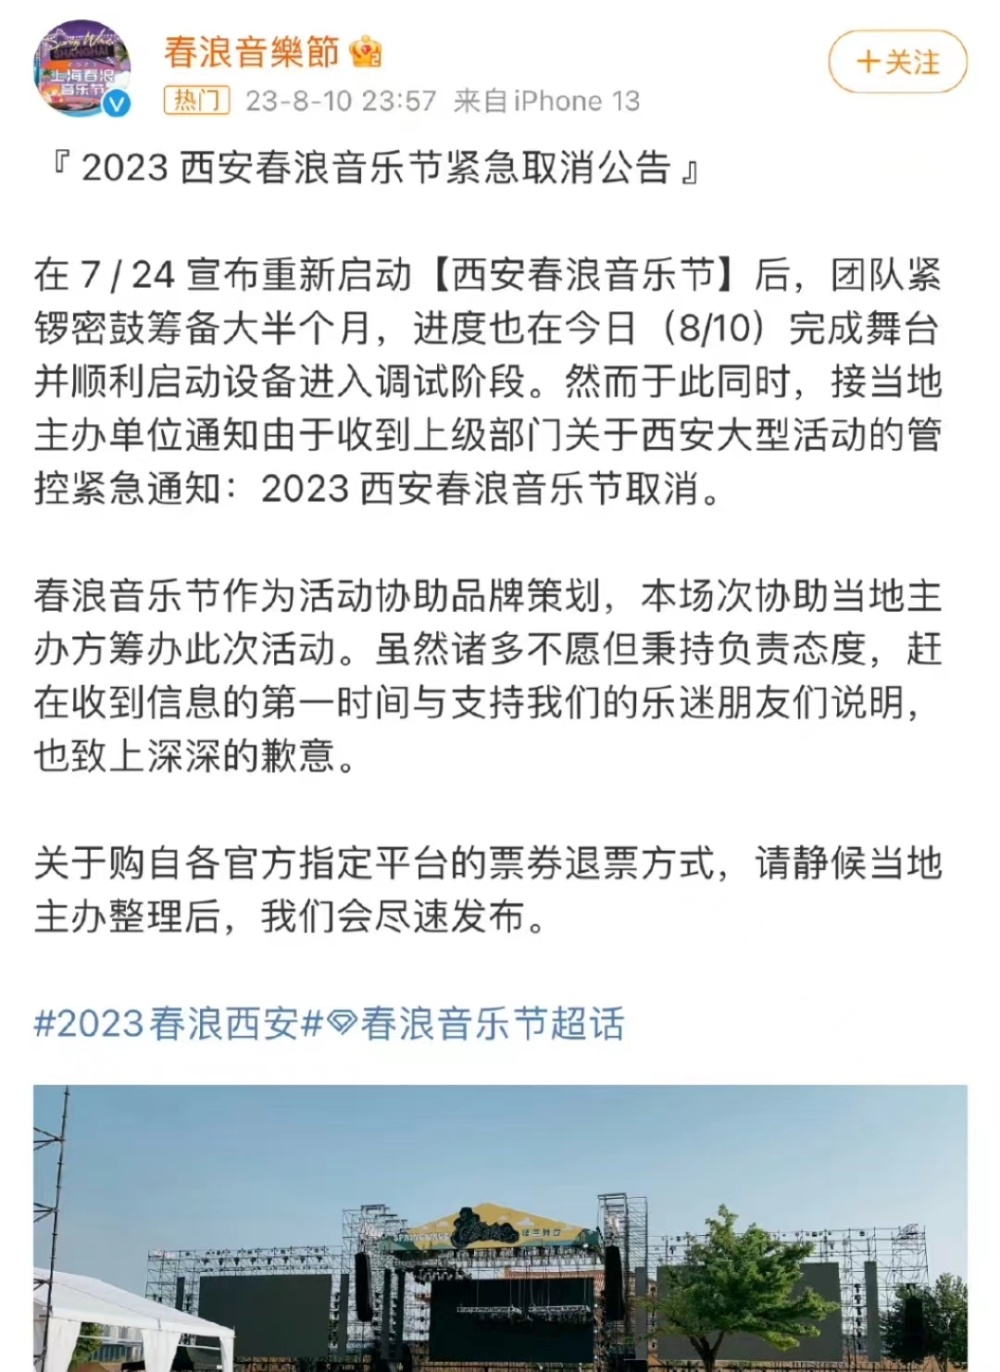 春浪音樂節
+关注
热门 23-8-10 23:57 来自 iPhone 13
上海春浪
音乐节
『 2023 西安春浪音乐节紧急取消公告 』
在 7 / 24 宣布重新启动【西安春浪音乐节】后，团队紧
锣密鼓筹备大半个月，进度也在今日（8/10）完成舞台
并顺利启动设备进入调试阶段。然而于此同时，接当地
主办单位通知由于收到上级部门关于西安大型活动的管
控紧急通知：2023 西安春浪音乐节取消。
春浪音乐节作为活动协助品牌策划，本场次协助当地主
办方筹办此次活动。虽然诸多不愿但秉持负责态度，赶
在收到信息的第一时间与支持我们的乐迷朋友们说明，
也致上深深的歉意。
关于购自各官方指定平台的票券退票方式，请静候当地
主办整理后，我们会尽速发布。
#2023春浪西安#春浪音乐节超话